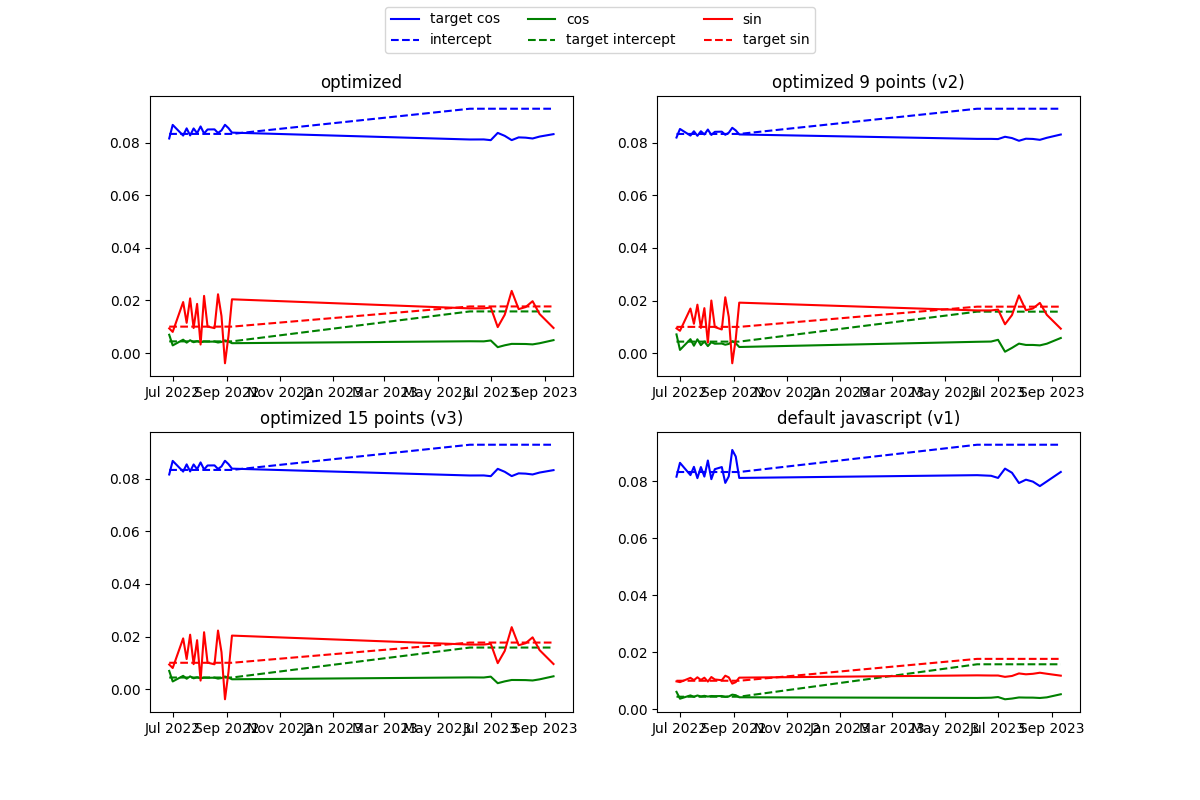 target cos cos sin
intercept target intercept target sin
optimized
optimized 9 points (v2)
0.08
0.06
0.04
0.02
0.00
Jul 2022 Sep 2022 Nov 2022 Jan 2023 Mar 2023 May 2023 Jul 2023 Sep 2023
0.08
0.06
0.04
0.02
0.00
Jul 2022 Sep 2022 Nov 2022 Jan 2023 Mar 2023 May 2023 Jul 2023 Sep 2023
optimized 15 points (v3)
default javascript (v1)
0.08
0.06
0.04
0.02
0.00
Jul 2022 Sep 2022 Nov 2022 Jan 2023 Mar 2023 May 2023 Jul 2023 Sep 2023
0.08
0.06
0.04
0.02
0.00
Jul 2022 Sep 2022 Nov 2022 Jan 2023 Mar 2023 May 2023 Jul 2023 Sep 2023